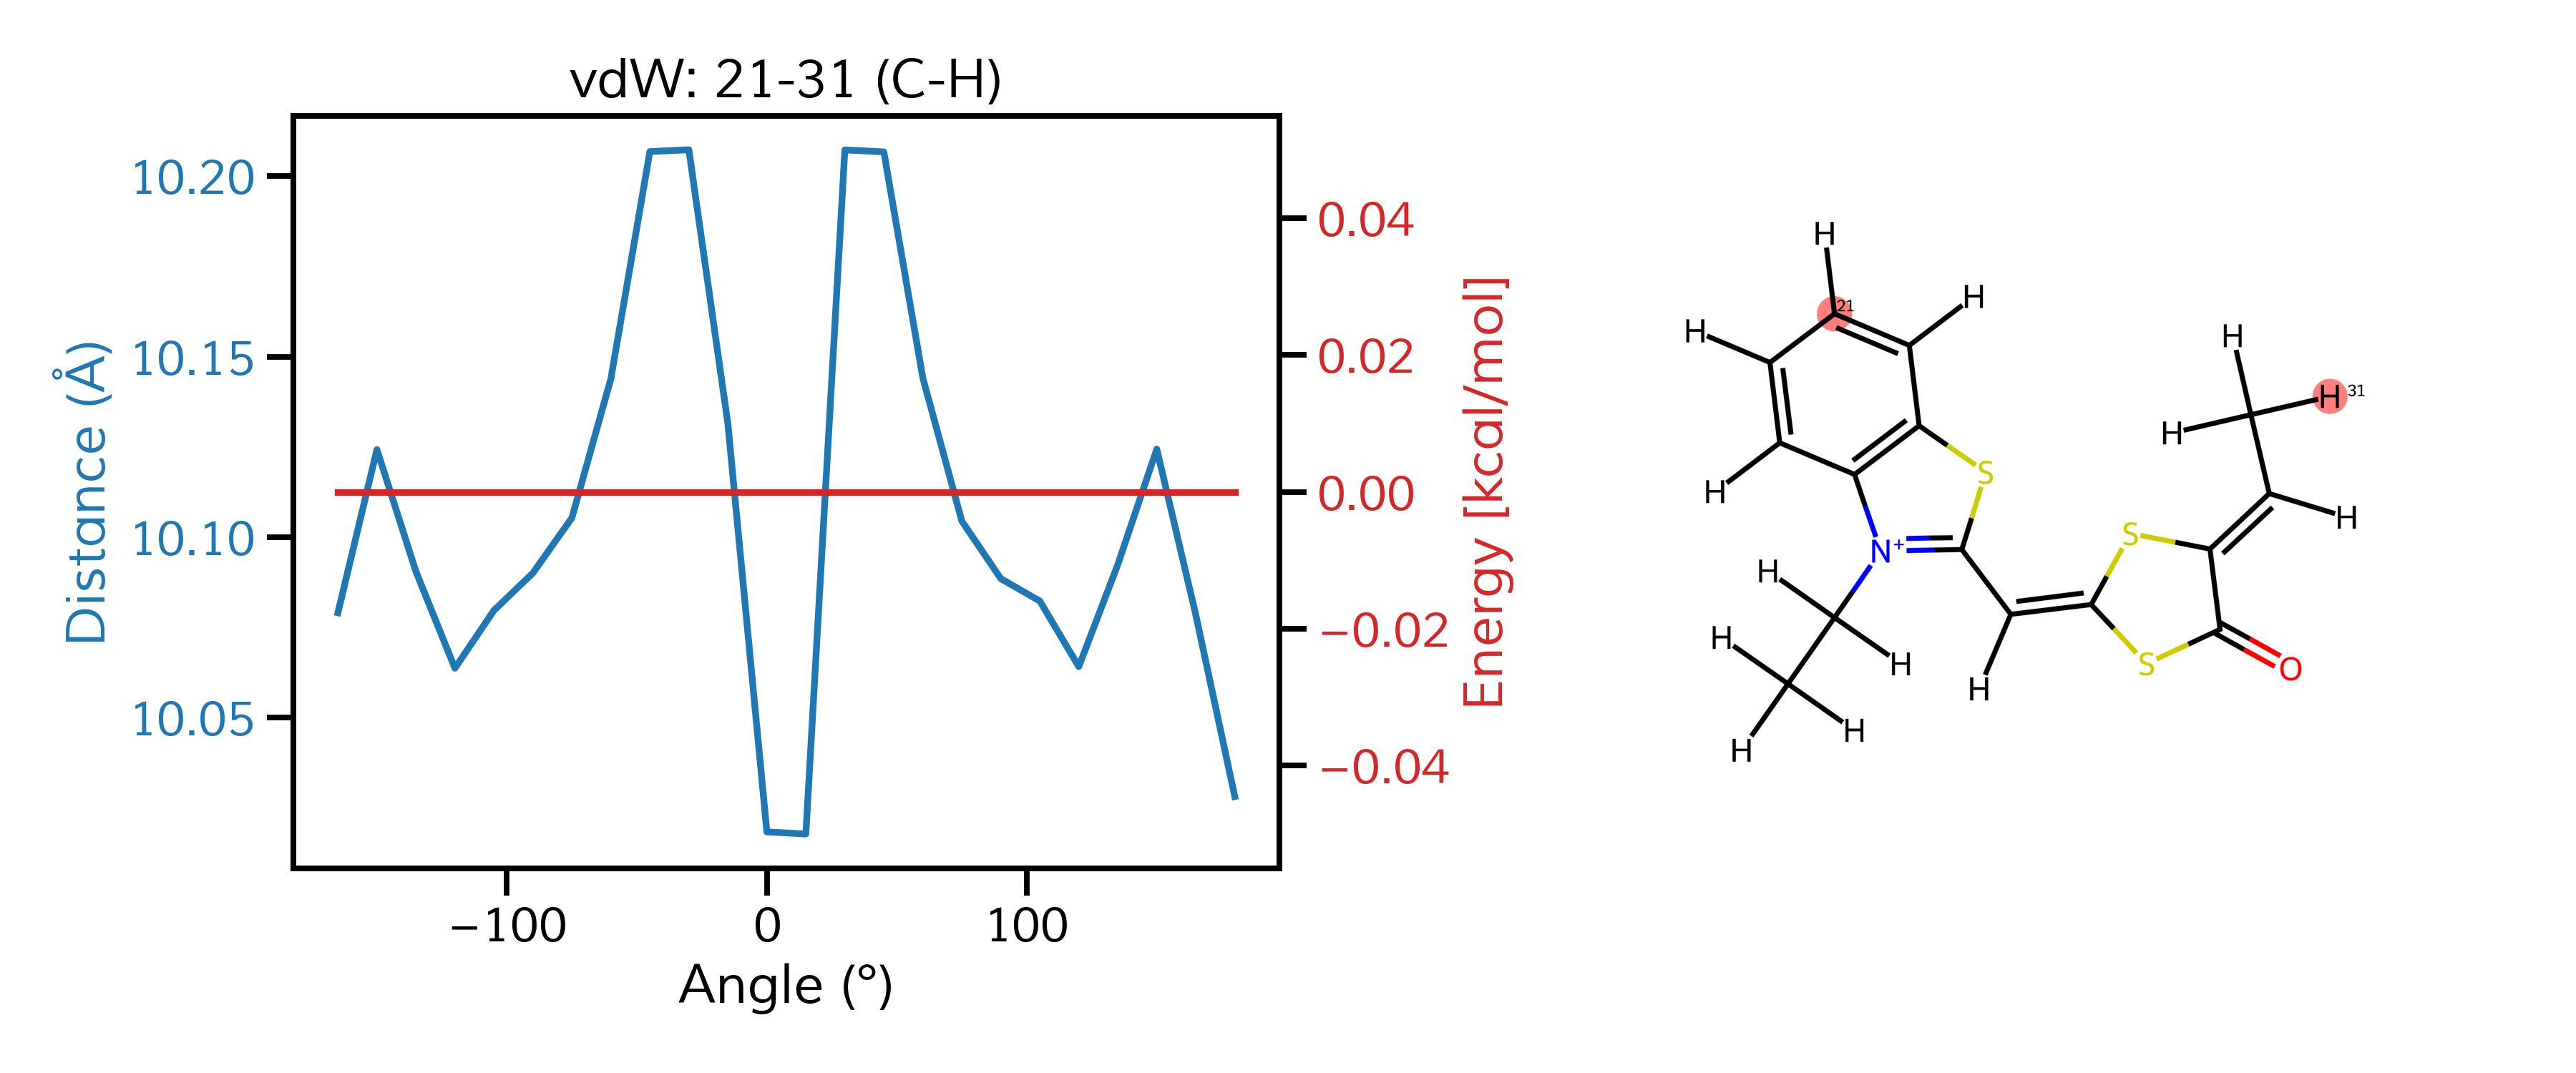 vdW: 21-31 (C-H)
10.20
10.15
10.10
10.05
Distance (Å)
−100
0
100
Angle (°)
0.04
0.02
0.00
−0.02
−0.04
Energy [kcal/mol]
H
21
H
H
H
H
31
H
H
S
H
H
S
N+
H
H
H
S
O
H
H
H